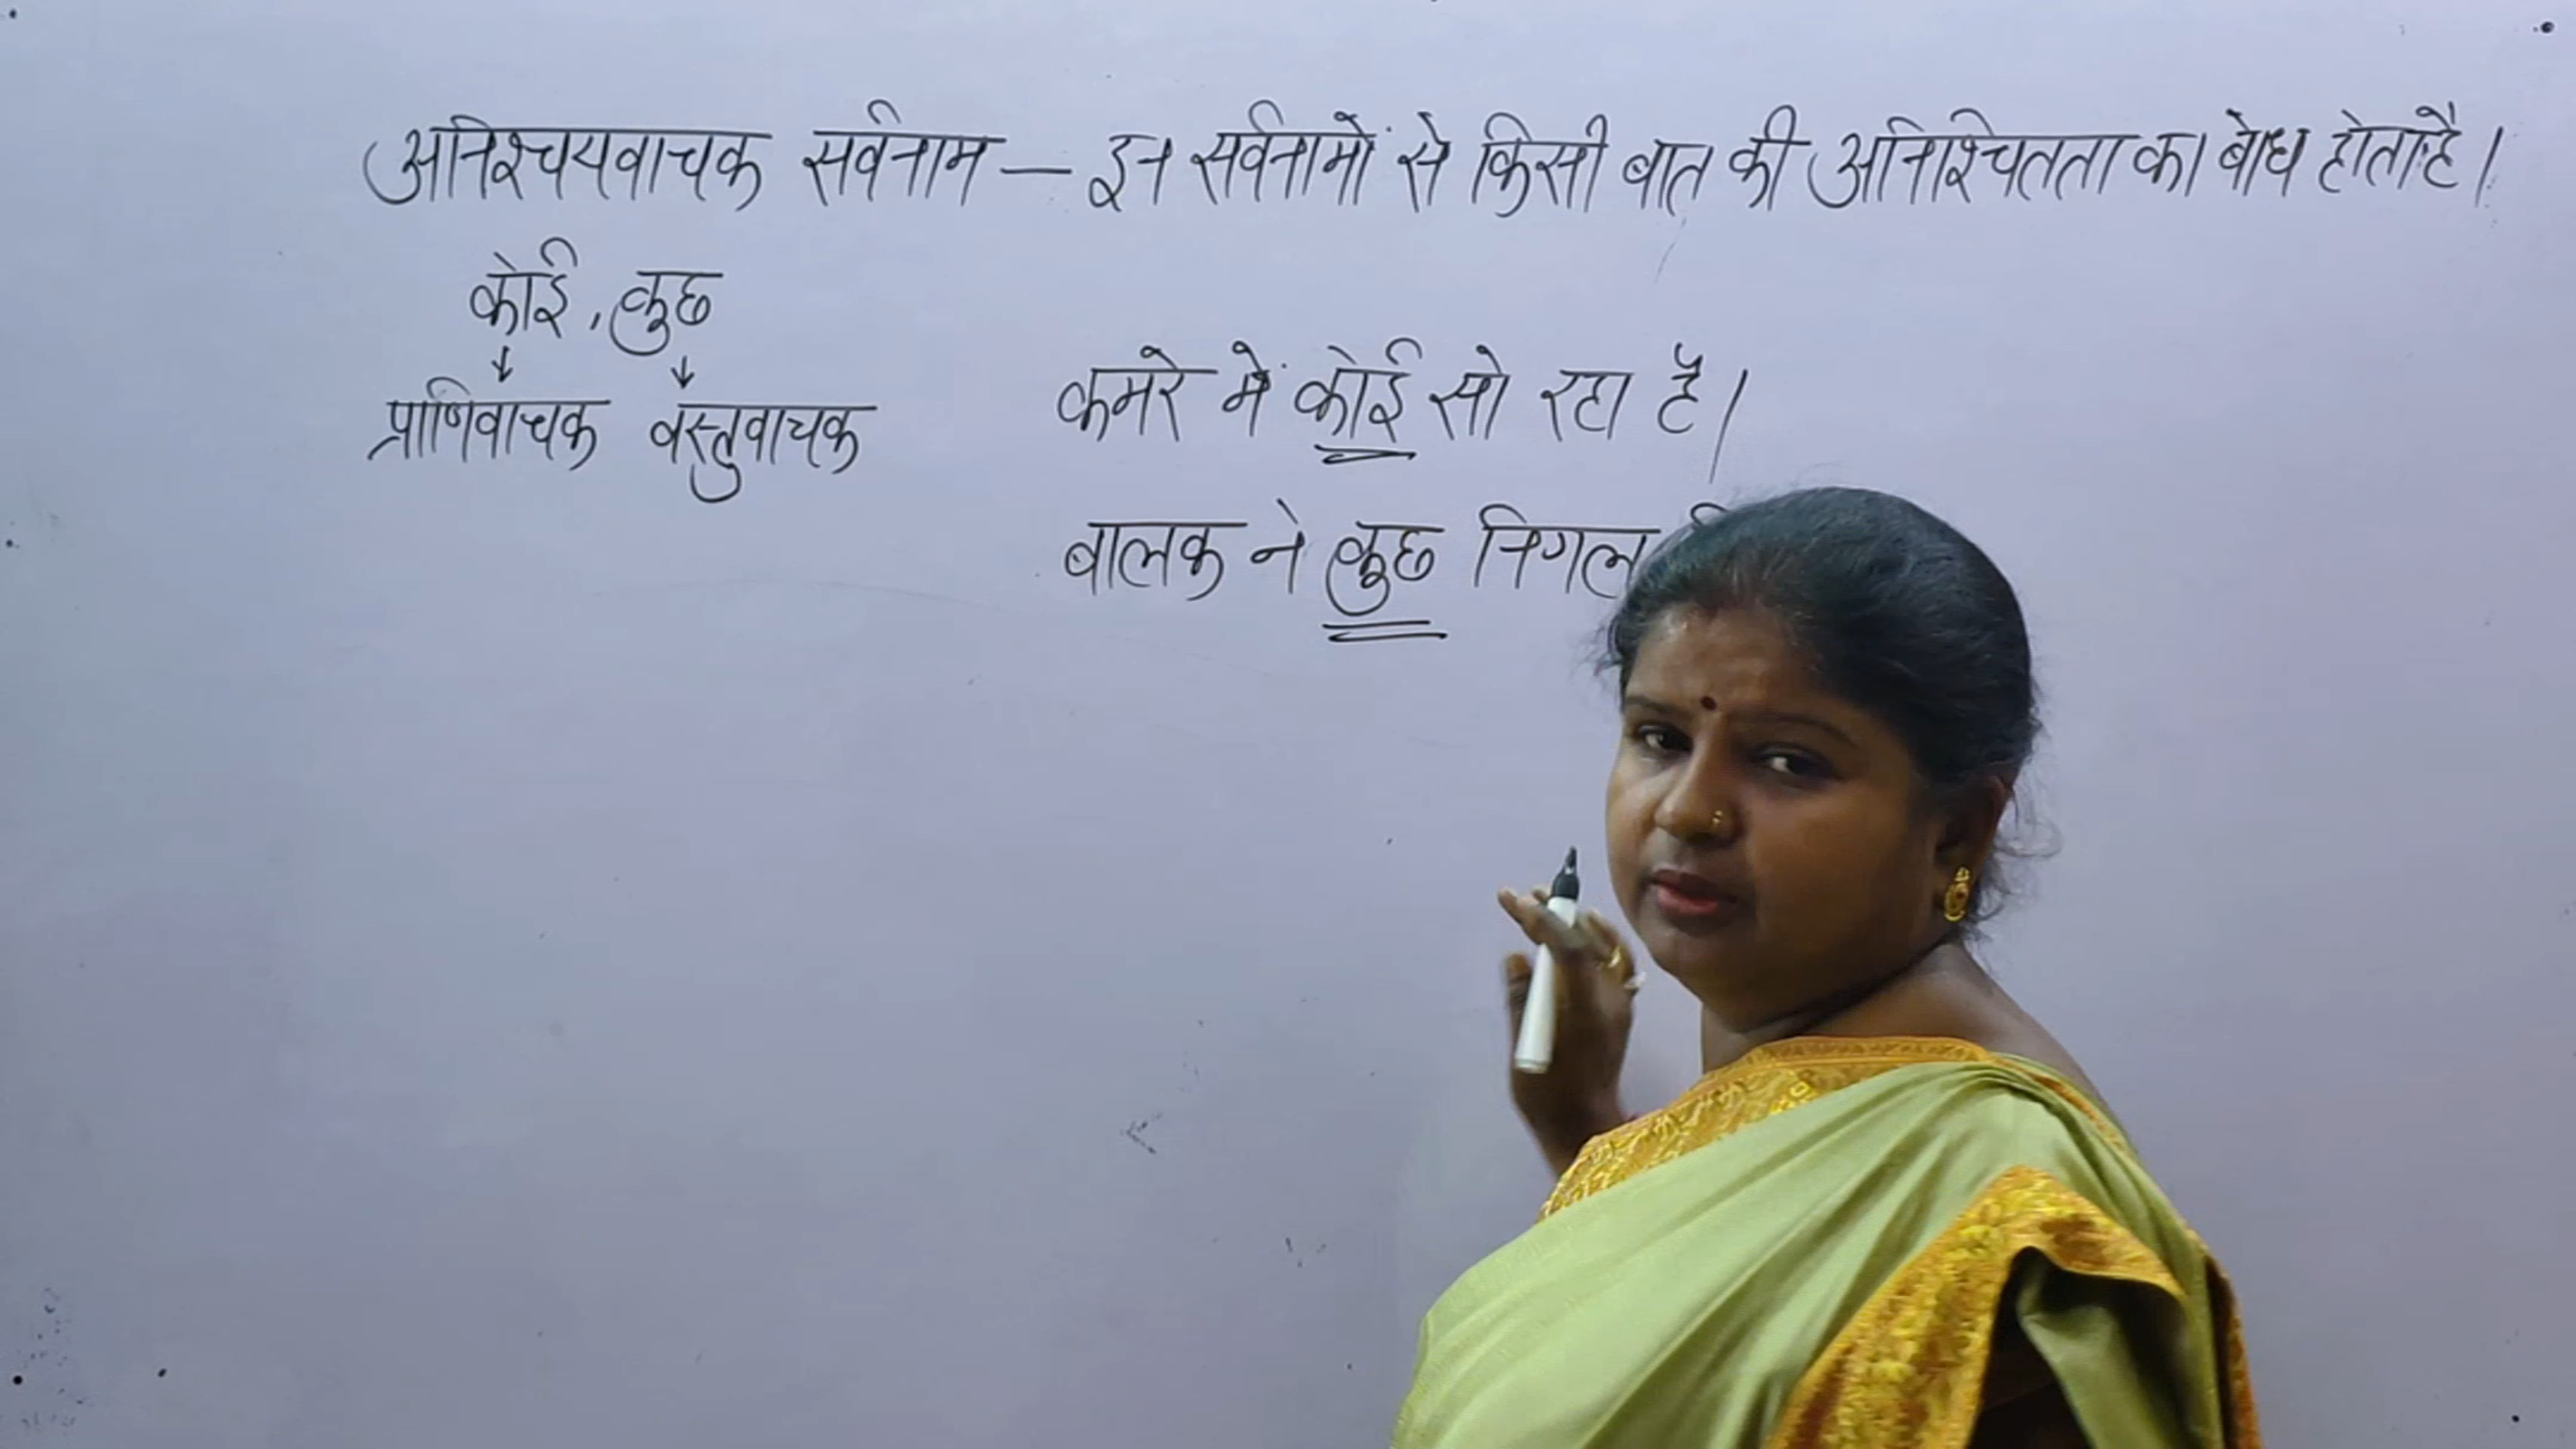 अनिश्चयवाचक सर्वनाम — इन सर्वनामों से किसी बात की अनिश्चितता का बोध होता है।
कोई, कुछ
↓ ↓
प्राणिवाचक वस्तुवाचक
कमरे में कोई सो रहा है।
बालक ने कुछ निगल